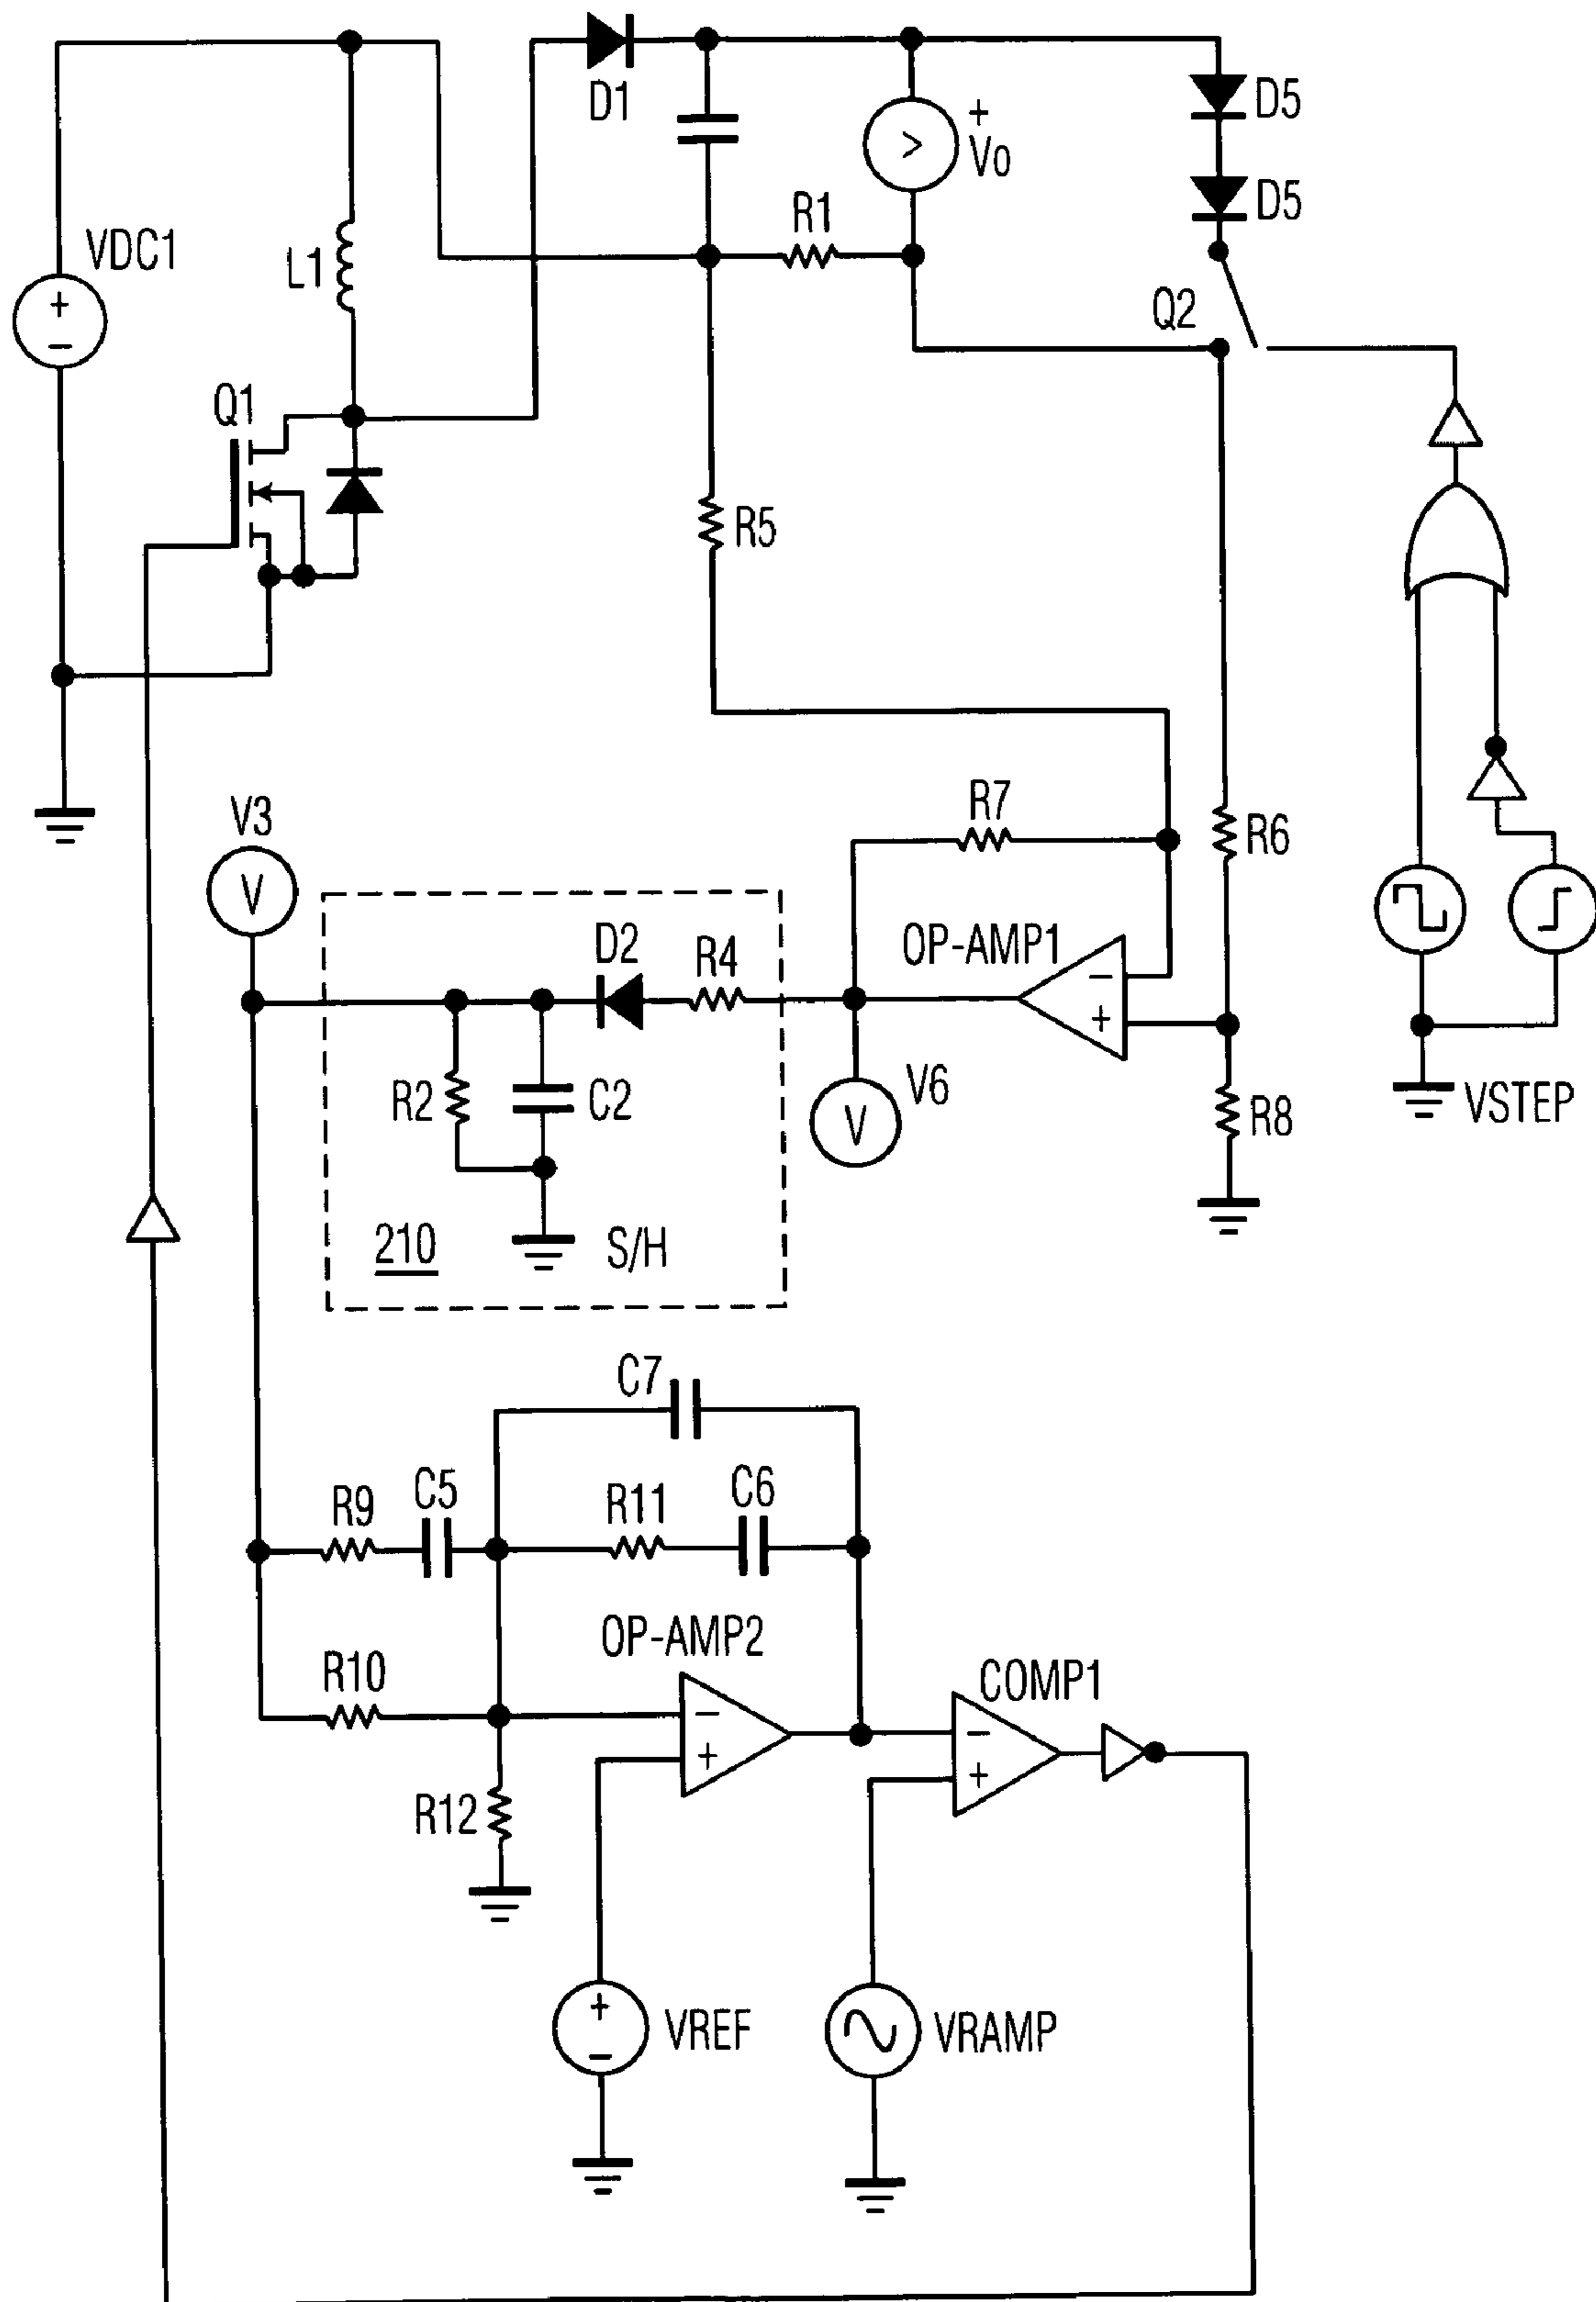 D1
+
Vo
>
D5
D5
R1
VDC1
+
−
L1
Q2
Q1
R5
V3
V
R7
R6
D2
R4
OP-AMP1
−
+
R2
C2
V6
V
R8
VSTEP
210
S/H
C7
R9
C5
R11
C6
OP-AMP2
R10
COMP1
−
+
−
+
R12
+
−
VREF
VRAMP